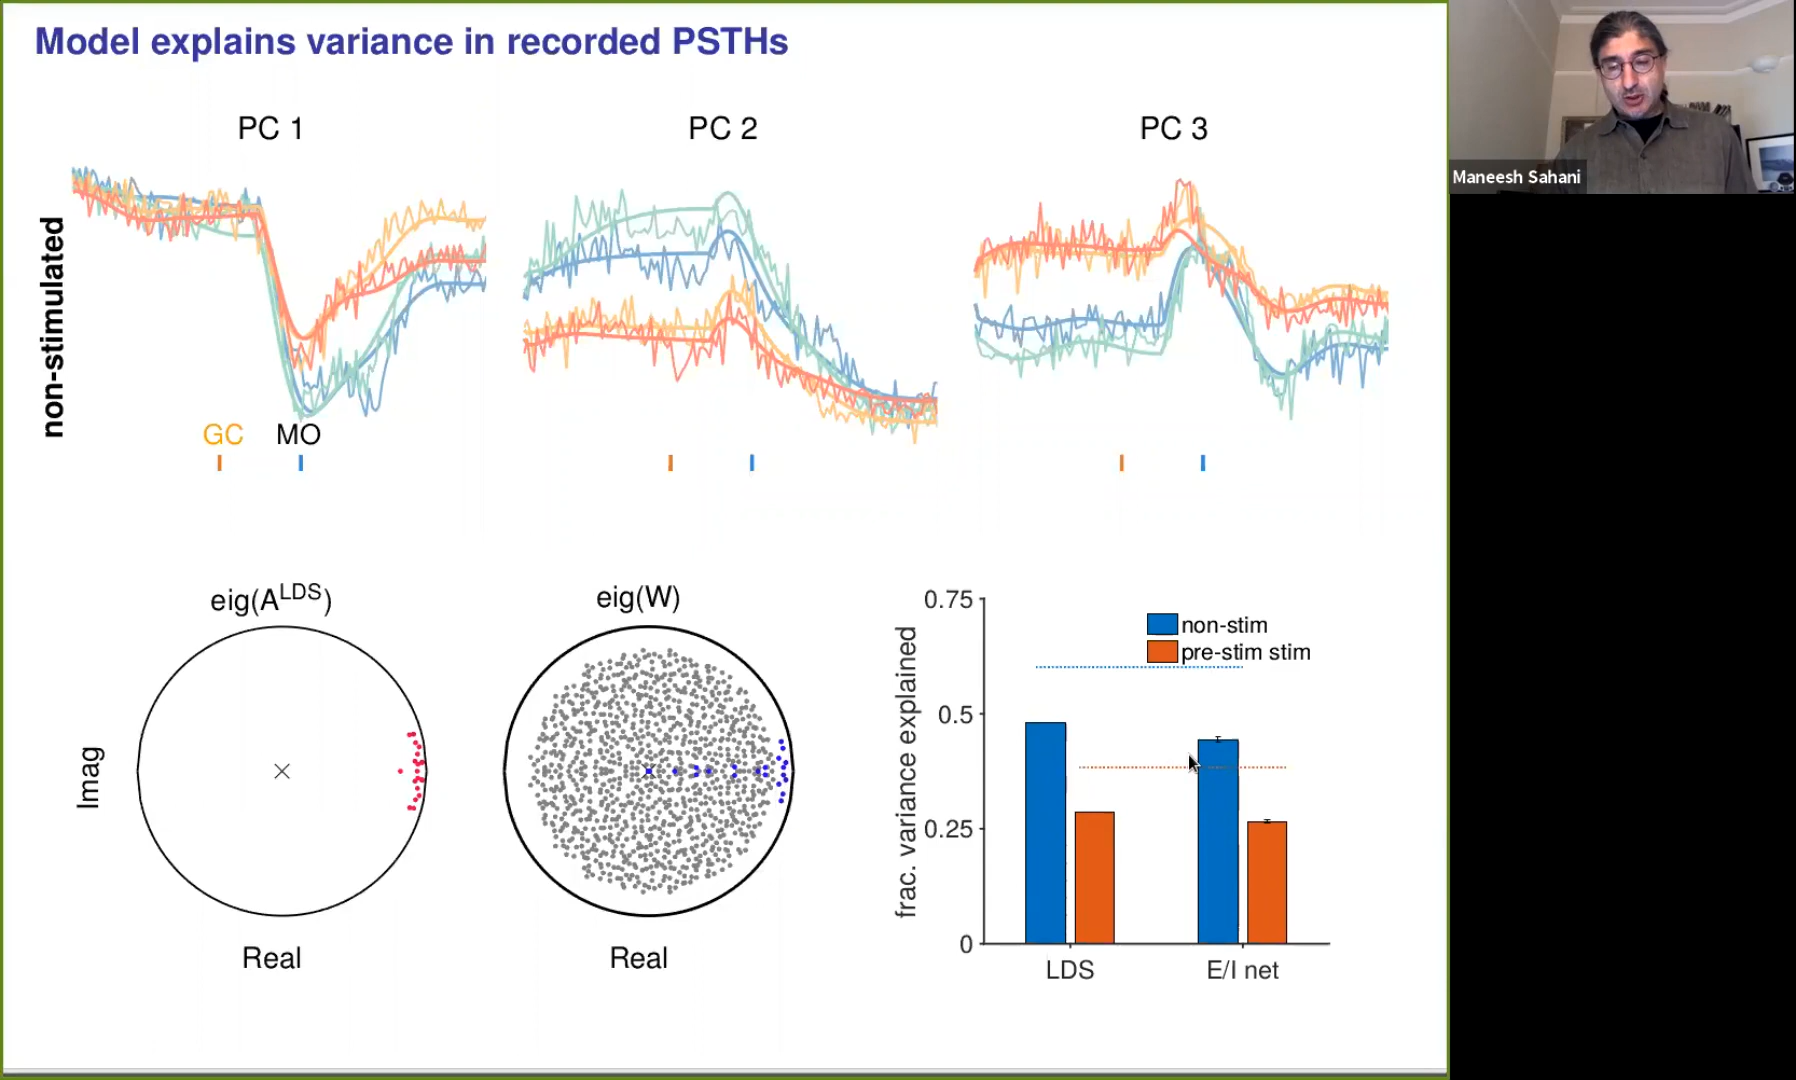 Model explains variance in recorded PSTHs
Maneesh Sahani
PC 1
PC 2
PC 3
non-stimulated
GC MO
eig(A^LDS)
eig(W)
Imag
Real
Real
frac. variance explained
0.75
0.5
0.25
0
non-stim
pre-stim stim
LDS
E/I net